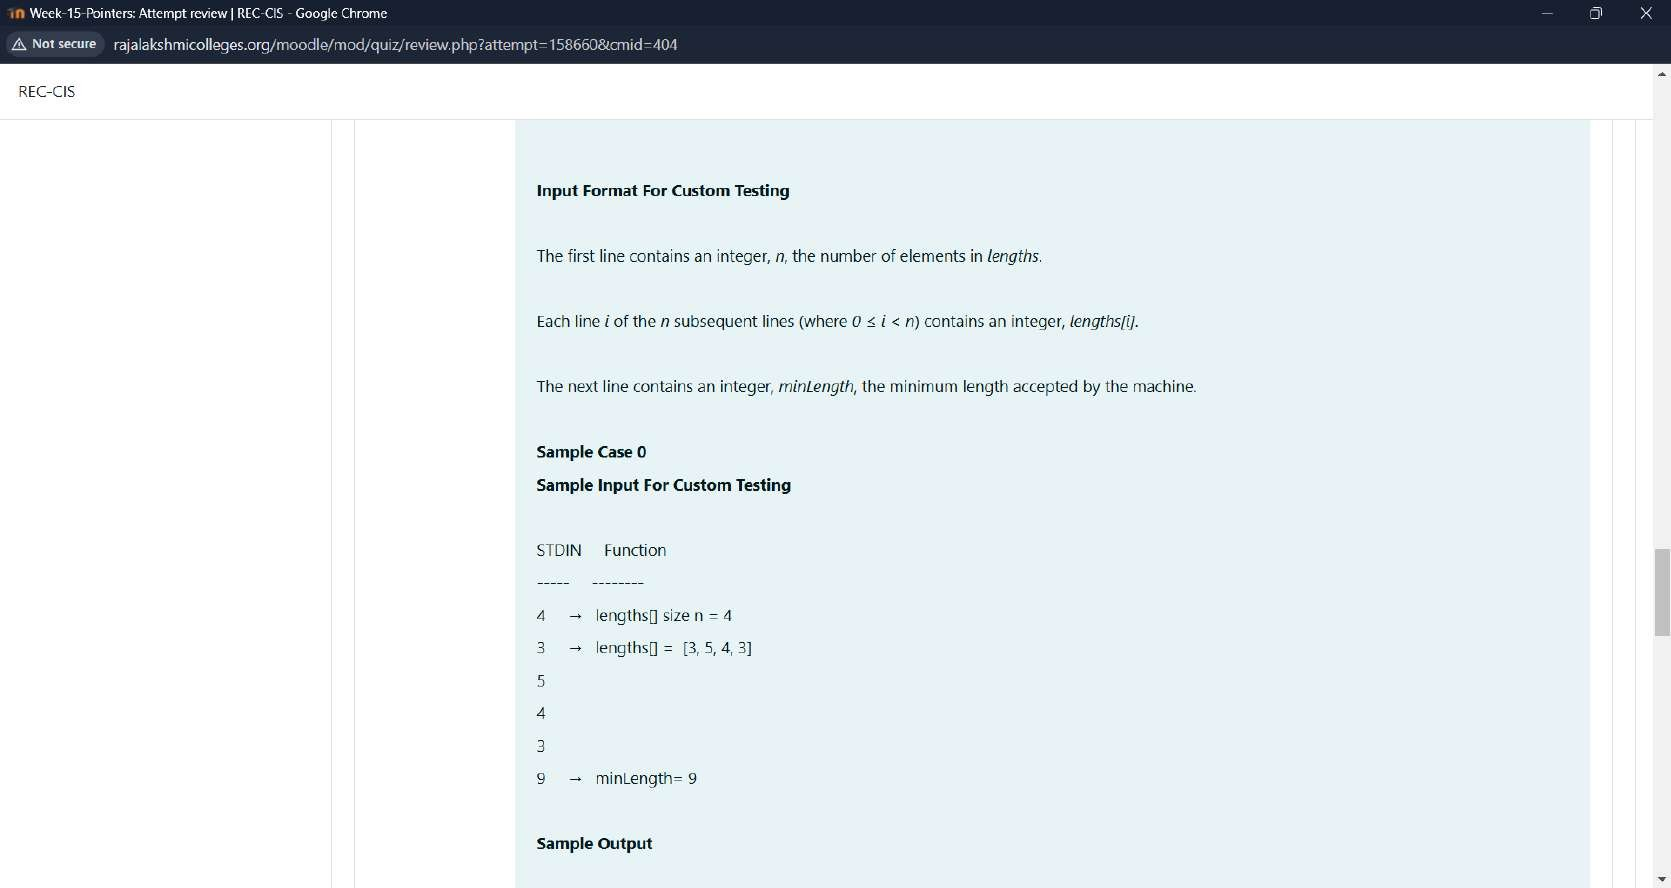 Week-15-Pointers: Attempt review | REC-CIS - Google Chrome
Not secure rajalakshmicolleges.org/moodle/mod/quiz/review.php?attempt=158660&cmid=404
REC-CIS
Input Format For Custom Testing
The first line contains an integer, n, the number of elements in lengths.
Each line i of the n subsequent lines (where 0 ≤ i < n) contains an integer, lengths[i].
The next line contains an integer, minLength, the minimum length accepted by the machine.
Sample Case 0
Sample Input For Custom Testing
STDIN Function
----- --------
4 → lengths[] size n = 4
3 → lengths[] = [3, 5, 4, 3]
5
4
3
9 → minLength= 9
Sample Output